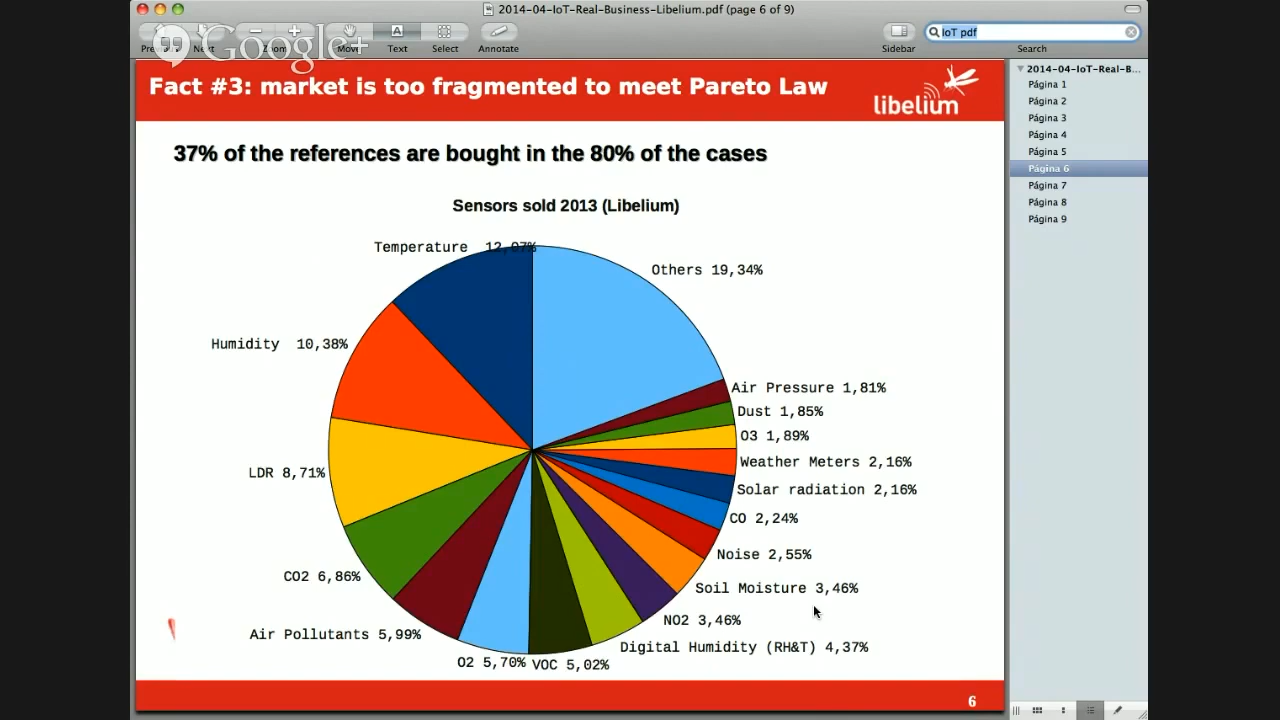 2014-04-IoT-Real-Business-Libelium.pdf (page 6 of 9)
Google+
Next
Zoom
Move
Text
Select
Annotate
Sidebar
IoT pdf
Search
2014-04-IoT-Real-B...
Página 1
Página 2
Página 3
Página 4
Página 5
Página 6
Página 7
Página 8
Página 9
Fact #3: market is too fragmented to meet Pareto Law
libelium
37% of the references are bought in the 80% of the cases
Sensors sold 2013 (Libelium)
Temperature 12,07%
Others 19,34%
Humidity 10,38%
Air Pressure 1,81%
Dust 1,85%
O3 1,89%
Weather Meters 2,16%
LDR 8,71%
Solar radiation 2,16%
CO 2,24%
Noise 2,55%
CO2 6,86%
Soil Moisture 3,46%
NO2 3,46%
Air Pollutants 5,99%
Digital Humidity (RH&T) 4,37%
O2 5,70%
VOC 5,02%
6